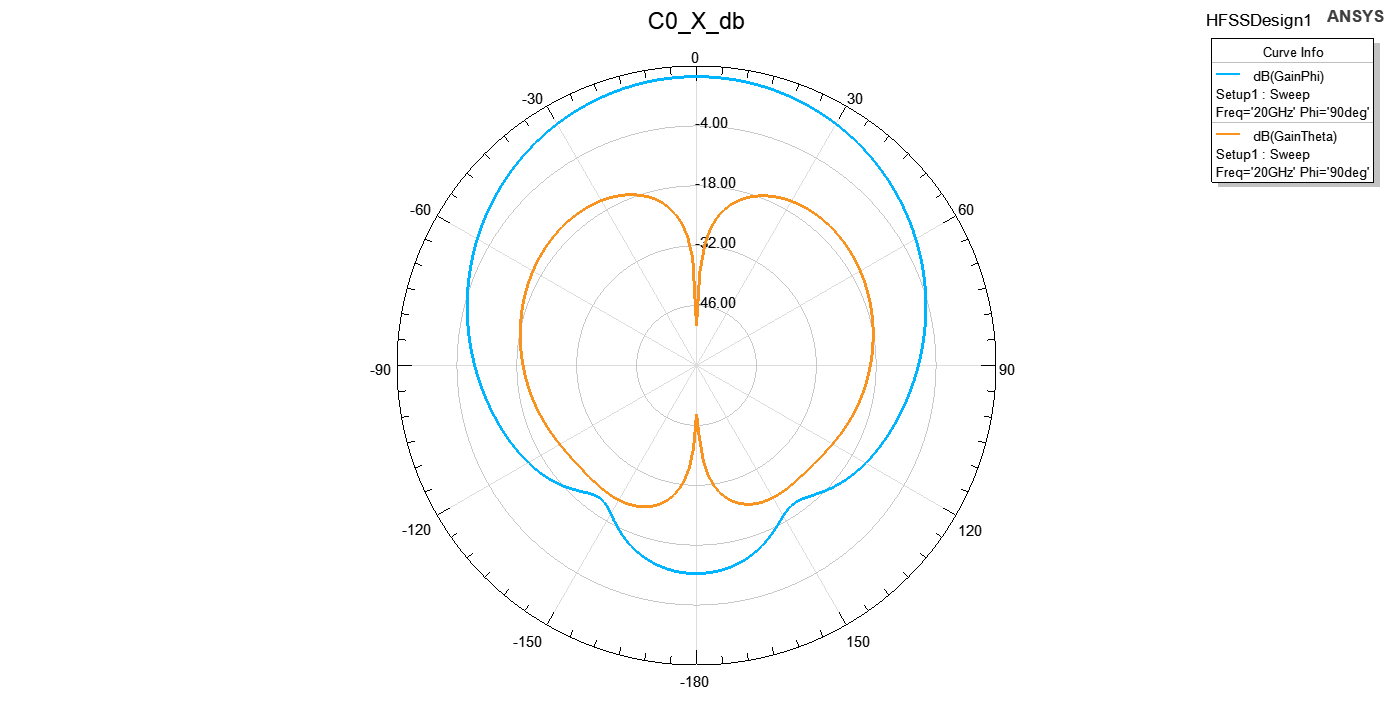 C0_X_db
HFSSDesign1
ANSYS
Curve Info
dB(GainPhi)
Setup1 : Sweep
Freq='20GHz' Phi='90deg'
dB(GainTheta)
Setup1 : Sweep
Freq='20GHz' Phi='90deg'
0
-30
30
-4.00
-18.00
-60
60
-32.00
-46.00
-90
90
-120
120
-150
150
-180